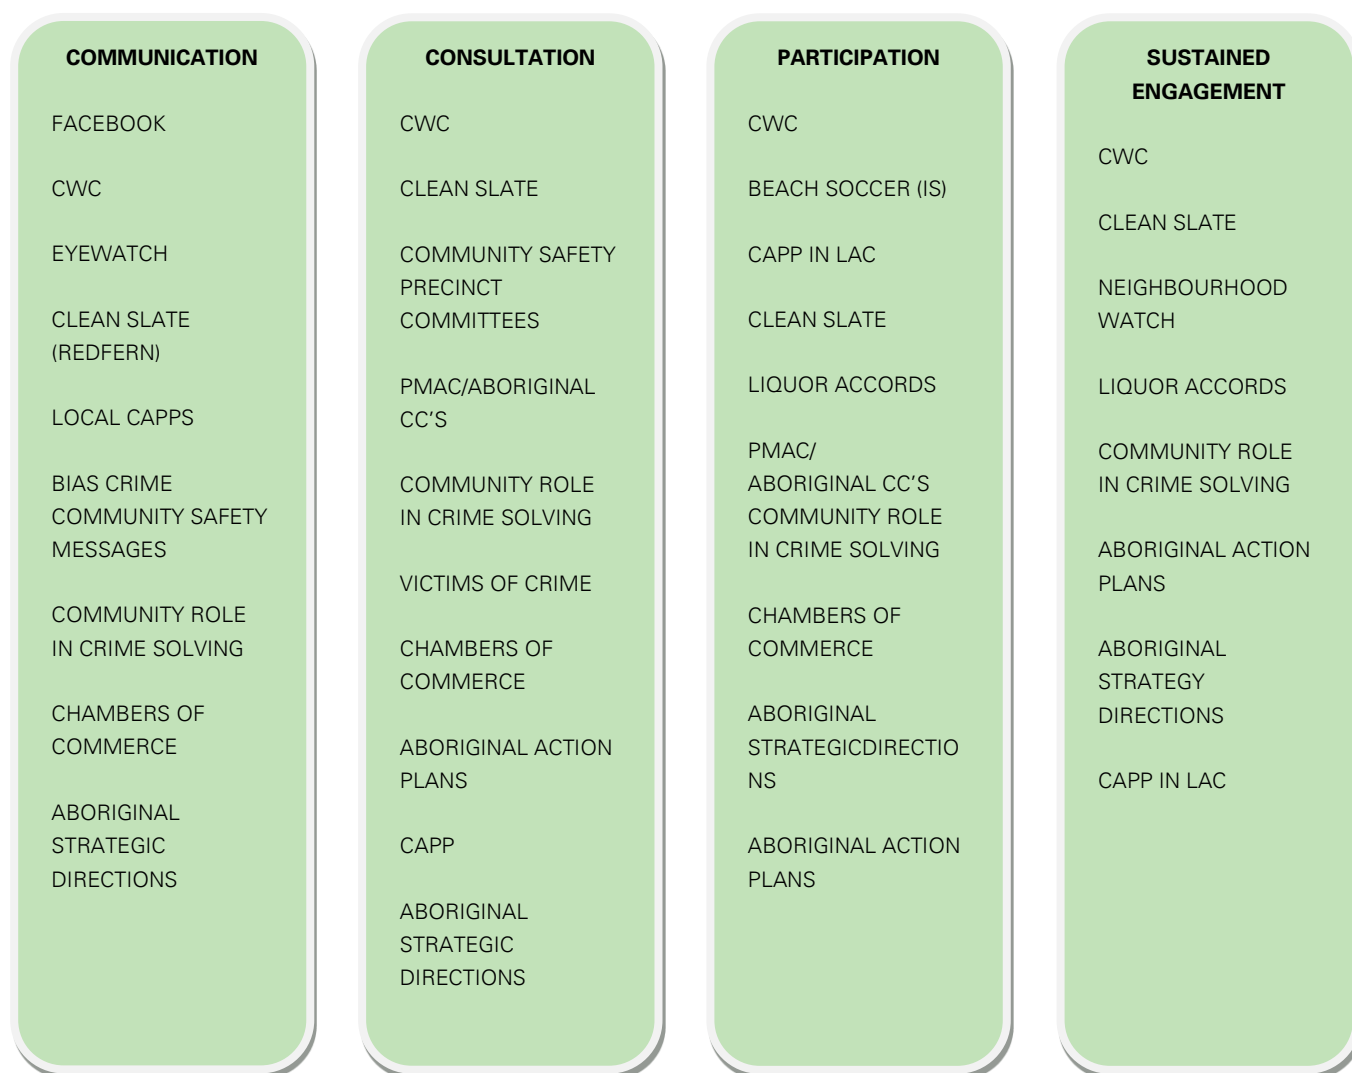 COMMUNICATION
FACEBOOK
CWC
EYEWATCH
CLEAN SLATE
(REDFERN)
LOCAL CAPPS
BIAS CRIME
COMMUNITY SAFETY
MESSAGES
COMMUNITY ROLE
IN CRIME SOLVING
CHAMBERS OF
COMMERCE
ABORIGINAL
STRATEGIC
DIRECTIONS
CONSULTATION
CWC
CLEAN SLATE
COMMUNITY SAFETY
PRECINCT
COMMITTEES
PMAC/ABORIGINAL
CC'S
COMMUNITY ROLE
IN CRIME SOLVING
VICTIMS OF CRIME
CHAMBERS OF
COMMERCE
ABORIGINAL ACTION
PLANS
CAPP
ABORIGINAL
STRATEGIC
DIRECTIONS
PARTICIPATION
CWC
BEACH SOCCER (IS)
CAPP IN LAC
CLEAN SLATE
LIQUOR ACCORDS
PMAC/
ABORIGINAL CC'S
COMMUNITY ROLE
IN CRIME SOLVING
CHAMBERS OF
COMMERCE
ABORIGINAL
STRATEGICDIRECTIO
NS
ABORIGINAL ACTION
PLANS
SUSTAINED
ENGAGEMENT
CWC
CLEAN SLATE
NEIGHBOURHOOD
WATCH
LIQUOR ACCORDS
COMMUNITY ROLE
IN CRIME SOLVING
ABORIGINAL ACTION
PLANS
ABORIGINAL
STRATEGY
DIRECTIONS
CAPP IN LAC